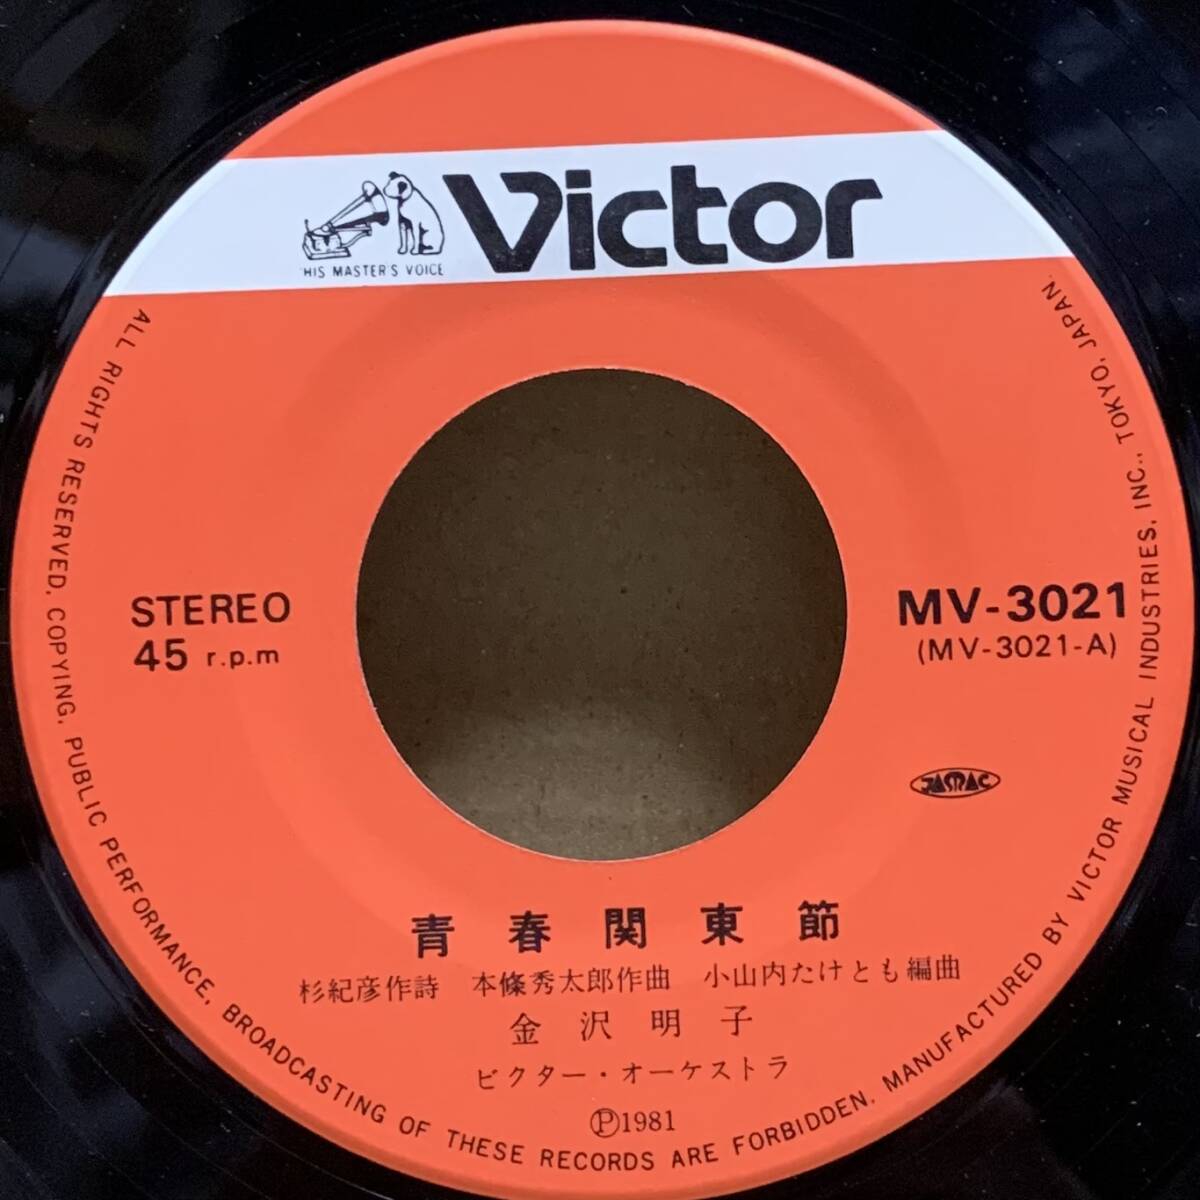 Victor
HIS MASTER'S VOICE
STEREO
45 r.p.m
MV-3021
(MV-3021-A)
JASRAC
青春関東節
杉紀彦作詩 本條秀太郎作曲 小山内たけとも編曲
金沢明子
ビクター・オーケストラ
Ⓟ1981
ALL RIGHTS RESERVED. COPYING, PUBLIC PERFORMANCE, BROADCASTING OF THESE RECORDS ARE FORBIDDEN. MANUFACTURED BY VICTOR MUSICAL INDUSTRIES, INC., TOKYO, JAPAN